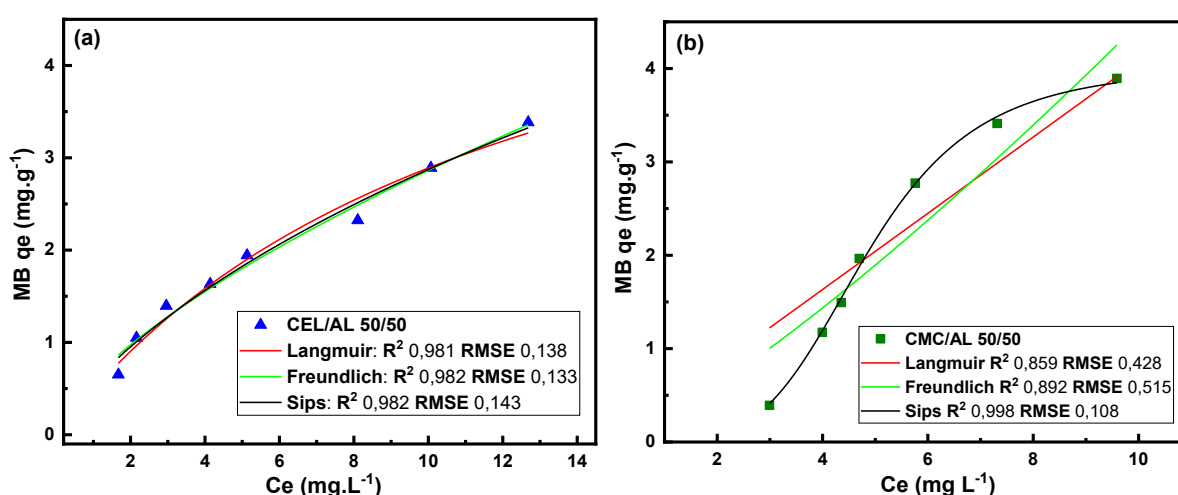 (a)
MB qe (mg.g⁻¹)
4
3
2
1
0
CEL/AL 50/50
Langmuir: R² 0,981 RMSE 0,138
Freundlich: R² 0,982 RMSE 0,133
Sips: R² 0,982 RMSE 0,143
2 4 6 8 10 12 14
Ce (mg.L⁻¹)
(b)
MB qe (mg.g⁻¹)
4
3
2
1
0
CMC/AL 50/50
Langmuir R² 0,859 RMSE 0,428
Freundlich R² 0,892 RMSE 0,515
Sips R² 0,998 RMSE 0,108
2 4 6 8 10
Ce (mg L⁻¹)